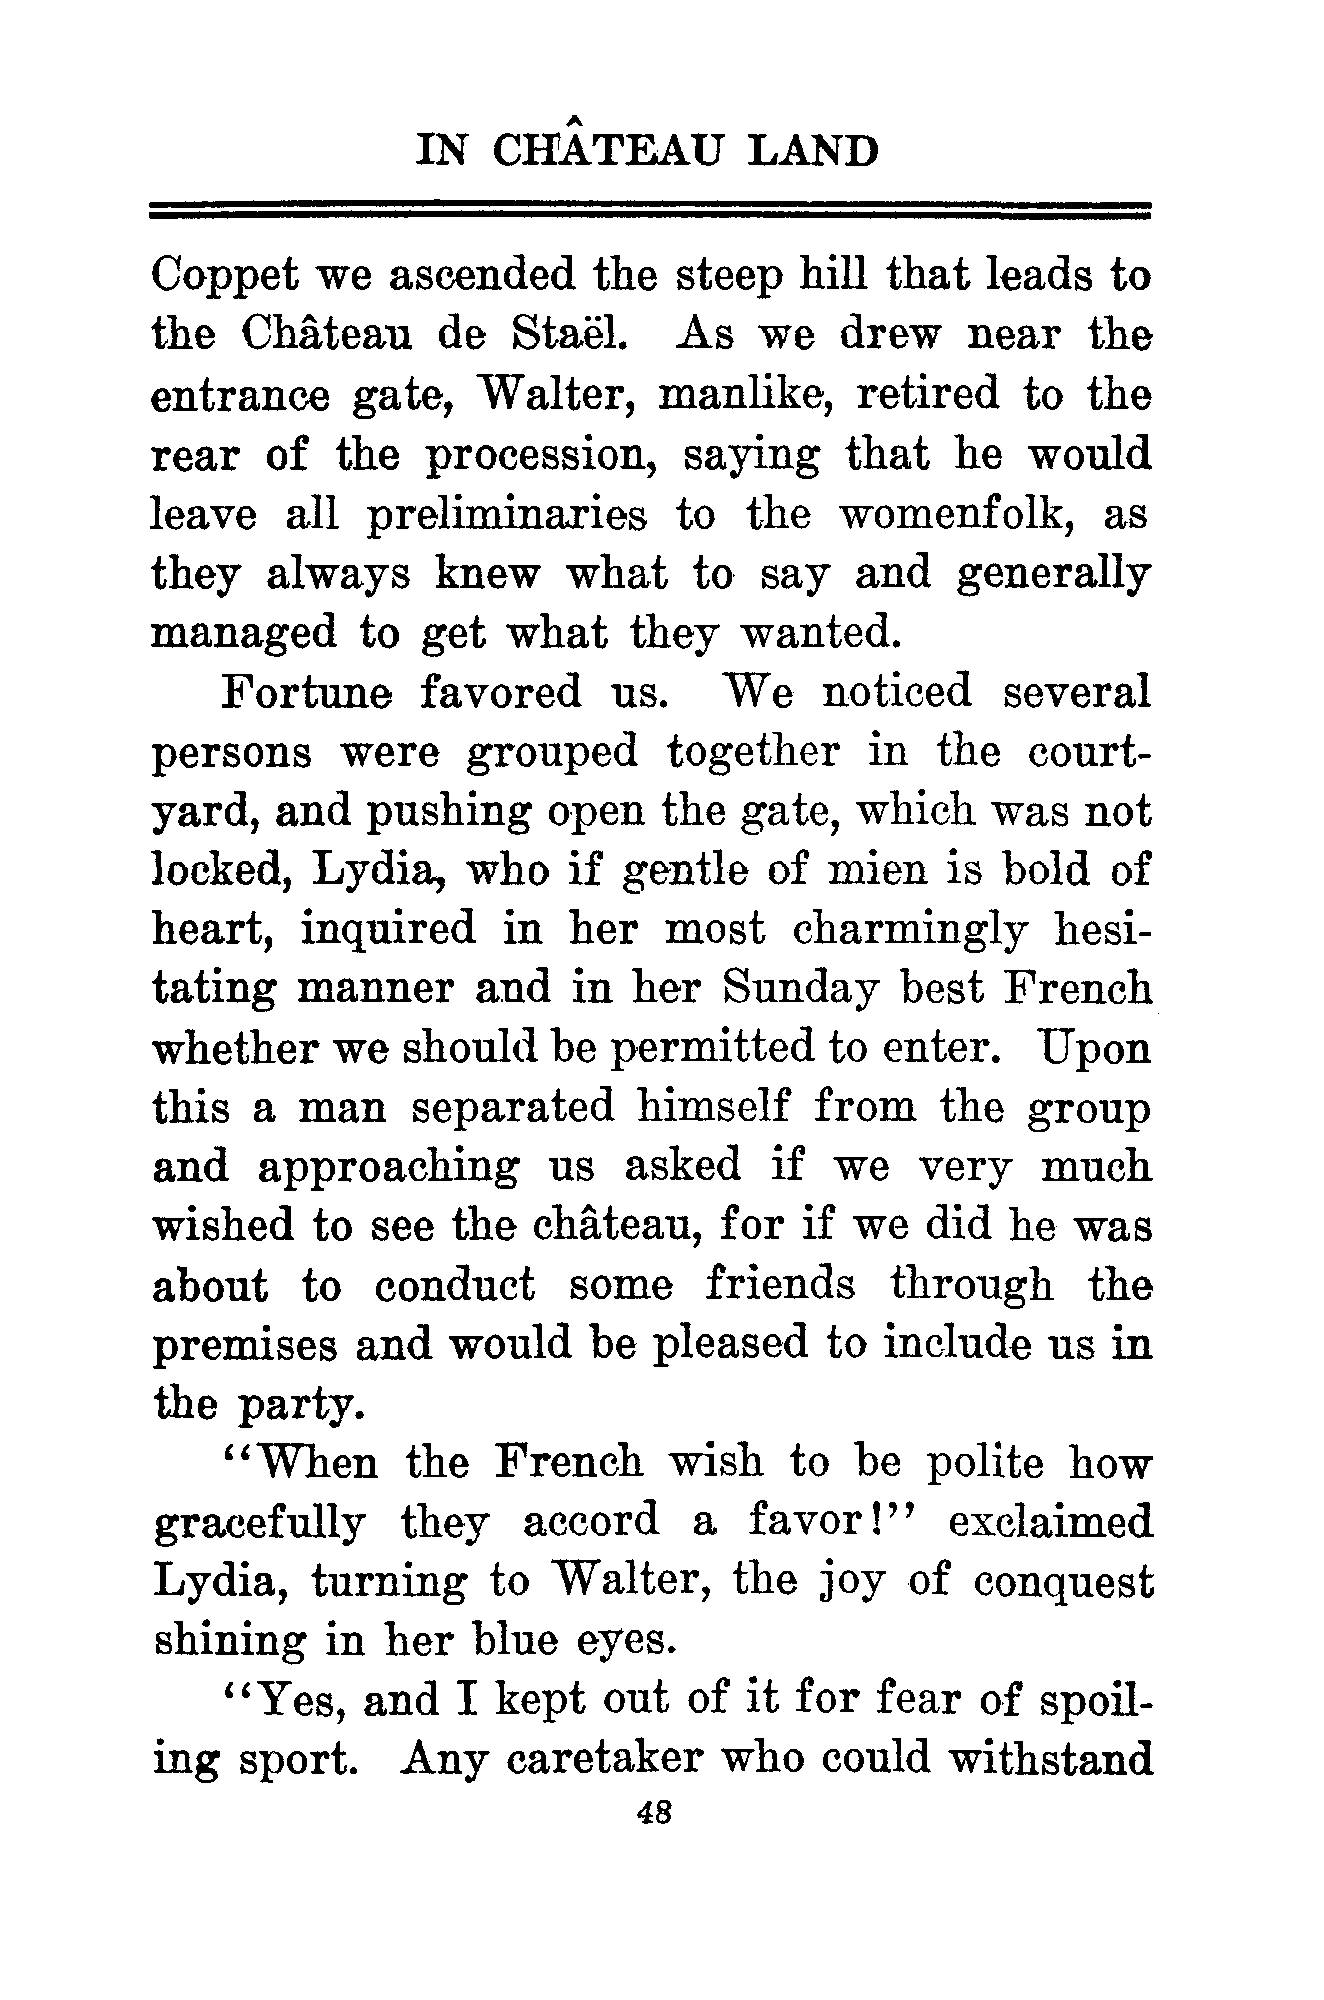 IN CHÂTEAU LAND
Coppet we ascended the steep hill that leads to
the Château de Staël. As we drew near the
entrance gate, Walter, manlike, retired to the
rear of the procession, saying that he would
leave all preliminaries to the womenfolk, as
they always knew what to say and generally
managed to get what they wanted.
Fortune favored us. We noticed several
persons were grouped together in the court-
yard, and pushing open the gate, which was not
locked, Lydia, who if gentle of mien is bold of
heart, inquired in her most charmingly hesi-
tating manner and in her Sunday best French
whether we should be permitted to enter. Upon
this a man separated himself from the group
and approaching us asked if we very much
wished to see the château, for if we did he was
about to conduct some friends through the
premises and would be pleased to include us in
the party.
“When the French wish to be polite how
gracefully they accord a favor!” exclaimed
Lydia, turning to Walter, the joy of conquest
shining in her blue eyes.
“Yes, and I kept out of it for fear of spoil-
ing sport. Any caretaker who could withstand
48